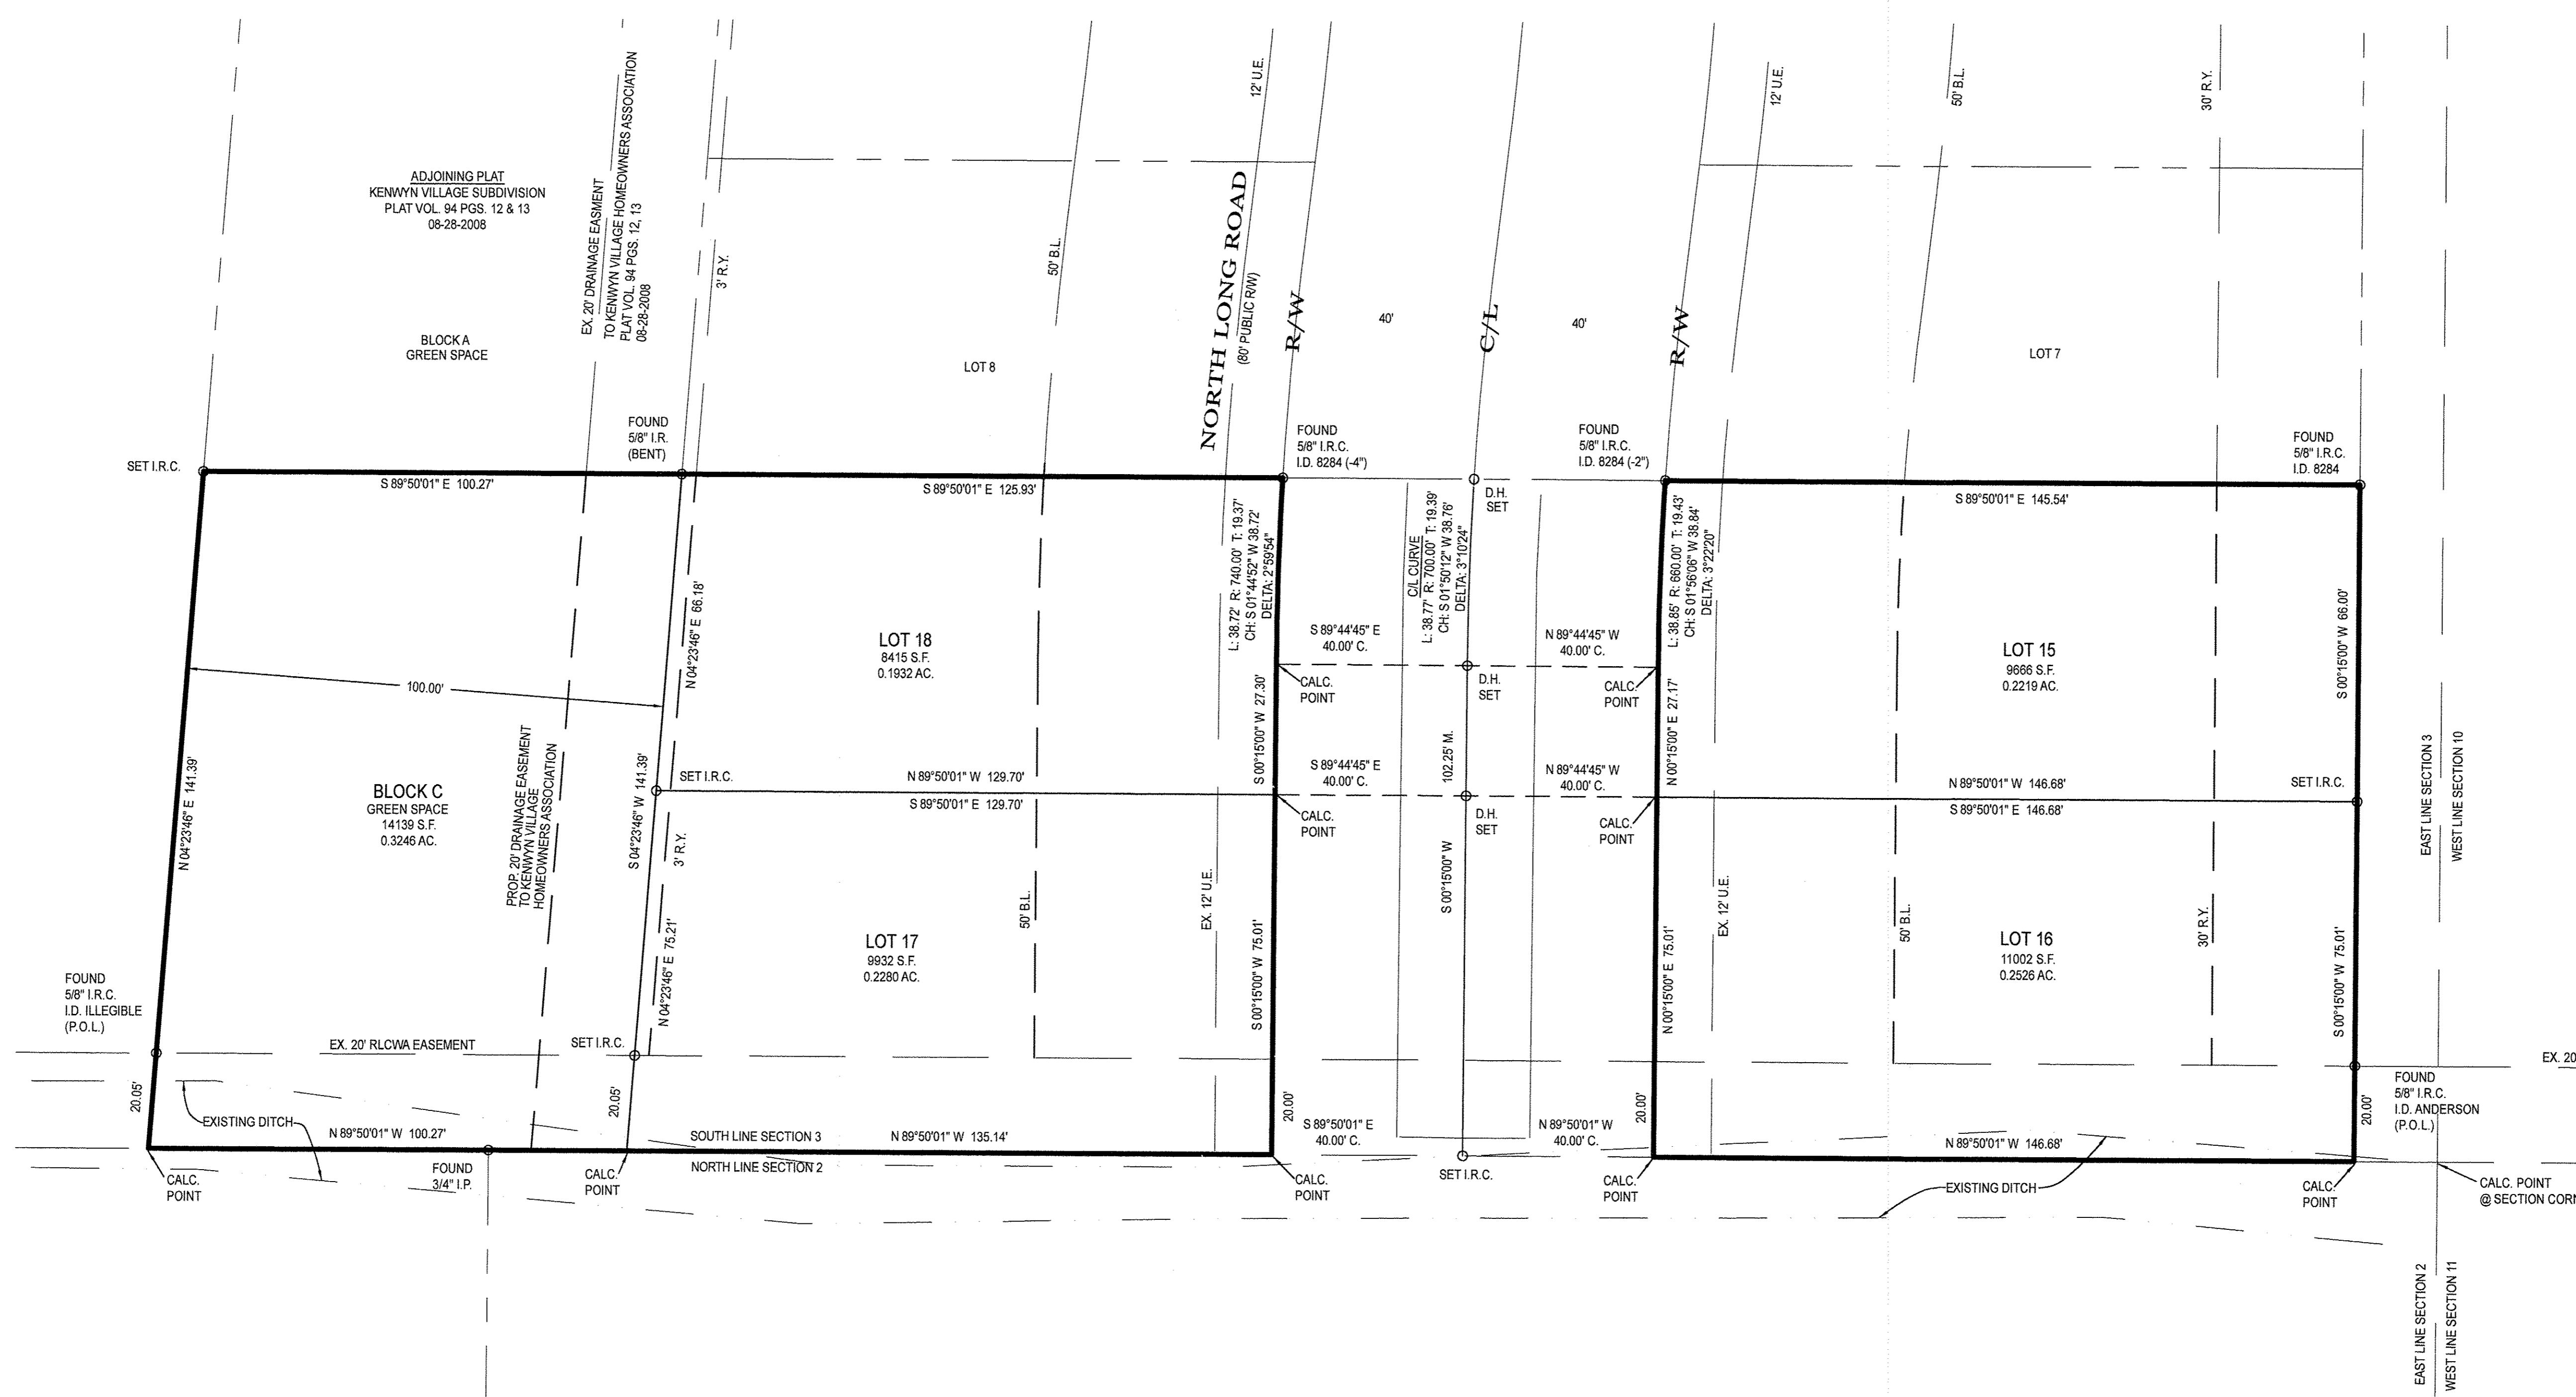 ADJOINING PLAT
KENWYN VILLAGE SUBDIVISION
PLAT VOL. 94 PGS. 12 & 13
08-28-2008
BLOCK A
GREEN SPACE
EX. 20' DRAINAGE EASMENT
TO KENWYN VILLAGE HOMEOWNERS ASSOCIATION
PLAT VOL. 94 PGS. 12, 13
08-28-2008
3' R.Y.
LOT 8
50' B.L.
12' U.E.
NORTH LONG ROAD
(80' PUBLIC R/W)
R/W
40'
C/L
40'
R/W
12' U.E.
50' B.L.
LOT 7
30' R.Y.
SET I.R.C.
FOUND
5/8" I.R.
(BENT)
FOUND
5/8" I.R.C.
I.D. 8284 (-4")
FOUND
5/8" I.R.C.
I.D. 8284 (-2")
FOUND
5/8" I.R.C.
I.D. 8284
S 89°50'01" E 100.27'
S 89°50'01" E 125.93'
D.H.
SET
S 89°50'01" E 145.54'
N 04°23'46" E 66.18'
LOT 18
8415 S.F.
0.1932 AC.
L: 38.72' R: 740.00' T: 19.37'
CH: S 01°44'52" W 38.72'
DELTA: 2°59'54"
C/L CURVE
L: 38.77' R: 700.00' T: 19.39'
CH: S 01°50'12" W 38.76'
DELTA: 3°10'24"
L: 38.85' R: 660.00' T: 19.43'
CH: S 01°56'06" W 38.84'
DELTA: 3°22'20"
S 89°44'45" E
40.00' C.
N 89°44'45" W
40.00' C.
LOT 15
9666 S.F.
0.2219 AC.
S 00°15'00" W 66.00'
100.00'
CALC.
POINT
D.H.
SET
CALC.
POINT
S 00°15'00" W 27.30'
102.25' M.
N 00°15'00" E 27.17'
N 04°23'46" E 141.39'
BLOCK C
GREEN SPACE
14139 S.F.
0.3246 AC.
PROP. 20' DRAINAGE EASEMENT
TO KENWYN VILLAGE
HOMEOWNERS ASSOCIATION
S 04°23'46" W 141.39'
SET I.R.C.
N 89°50'01" W 129.70'
S 89°50'01" E 129.70'
S 89°44'45" E
40.00' C.
N 89°44'45" W
40.00' C.
N 89°50'01" W 146.68'
S 89°50'01" E 146.68'
SET I.R.C.
EAST LINE SECTION 3
WEST LINE SECTION 10
CALC.
POINT
D.H.
SET
CALC.
POINT
3' R.Y.
S 00°15'00" W
N 04°23'46" E 75.21'
LOT 17
9932 S.F.
0.2280 AC.
50' B.L.
EX. 12' U.E.
S 00°15'00" W 75.01'
N 00°15'00" E 75.01'
EX. 12' U.E.
50' B.L.
LOT 16
11002 S.F.
0.2526 AC.
30' R.Y.
S 00°15'00" W 75.01'
FOUND
5/8" I.R.C.
I.D. ILLEGIBLE
(P.O.L.)
EX. 20' RLCWA EASEMENT
SET I.R.C.
EX. 20
FOUND
5/8" I.R.C.
I.D. ANDERSON
(P.O.L.)
20.05'
EXISTING DITCH
20.05'
20.00'
20.00'
20.00'
N 89°50'01" W 100.27'
SOUTH LINE SECTION 3
NORTH LINE SECTION 2
N 89°50'01" W 135.14'
S 89°50'01" E
40.00' C.
N 89°50'01" W
40.00' C.
N 89°50'01" W 146.68'
CALC.
POINT
FOUND
3/4" I.P.
CALC.
POINT
CALC.
POINT
SET I.R.C.
CALC.
POINT
EXISTING DITCH
CALC.
POINT
CALC. POINT
@ SECTION CORN
EAST LINE SECTION 2
WEST LINE SECTION 11